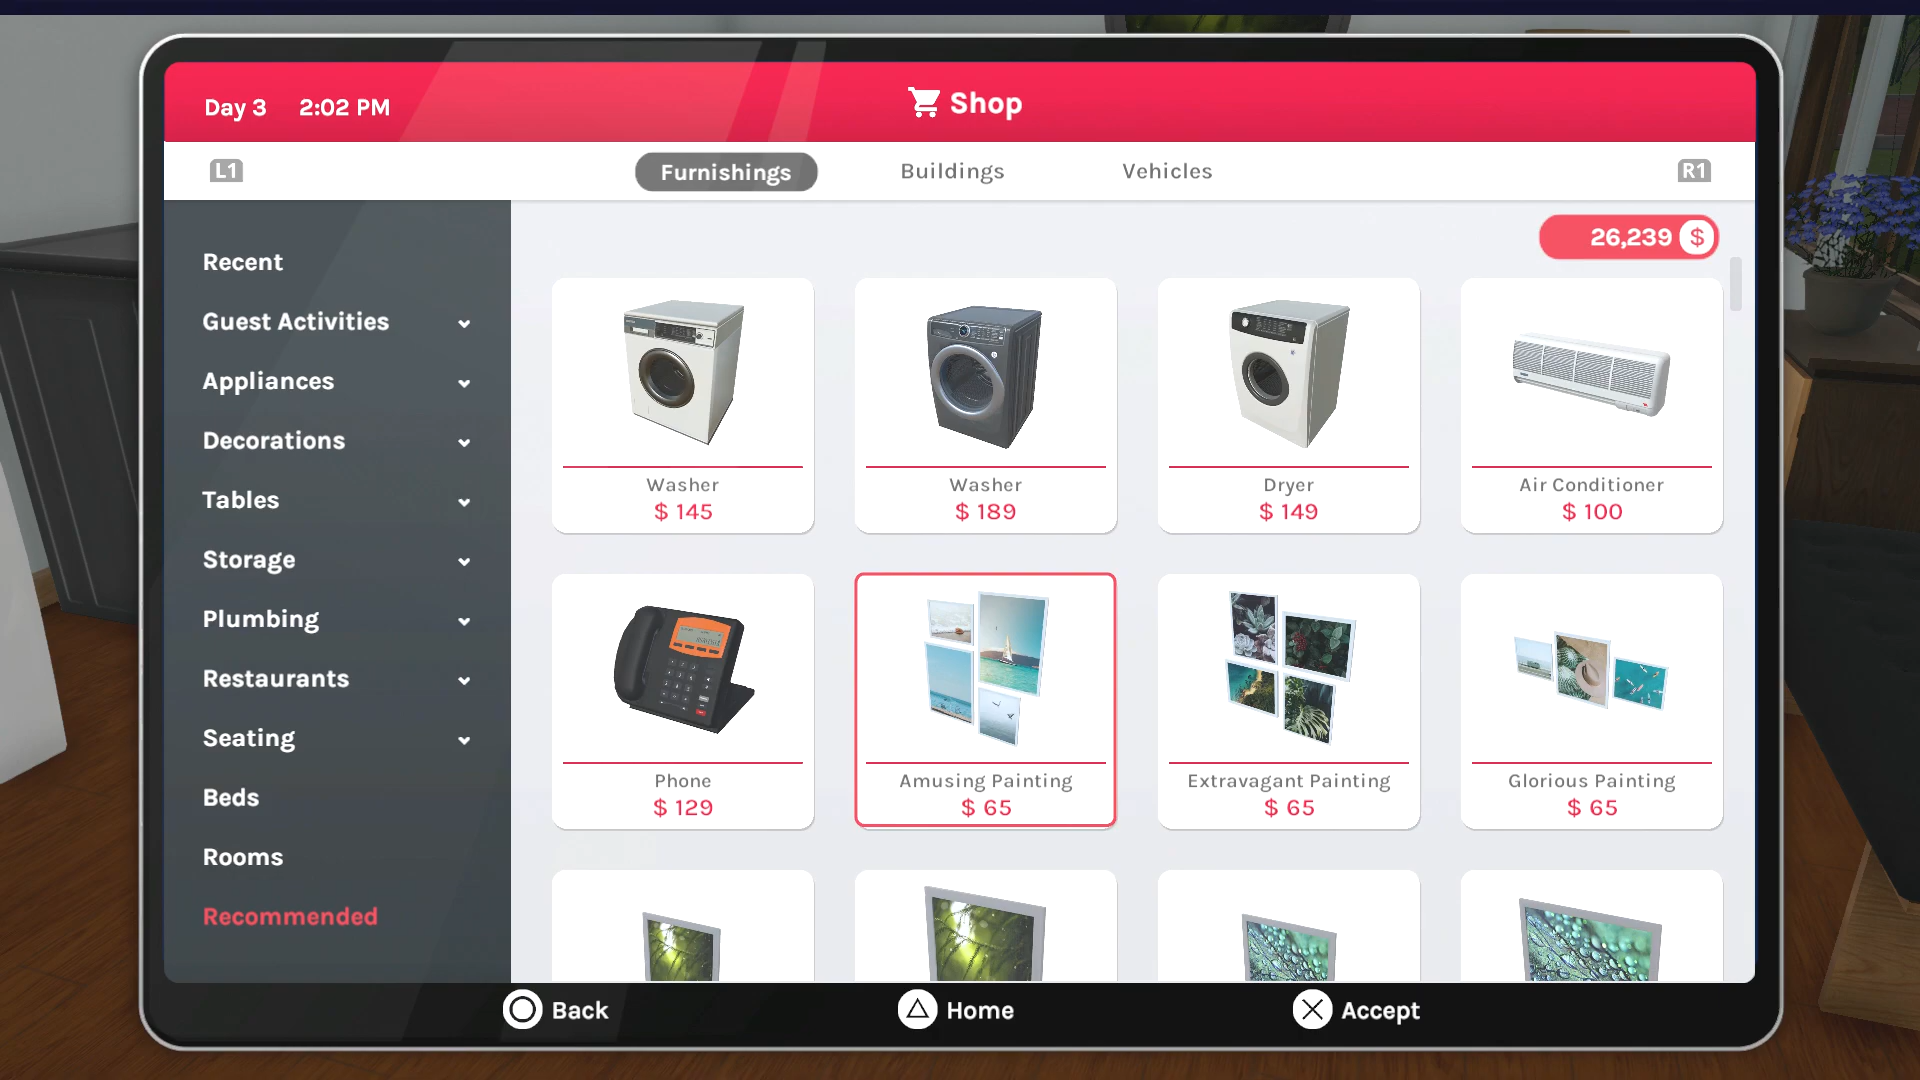 Day 3 2:02 PM
Shop
L1 Furnishings Buildings Vehicles R1
26,239 $
Recent
Guest Activities
Appliances
Decorations
Tables
Storage
Plumbing
Restaurants
Seating
Beds
Rooms
Recommended
Washer
$ 145
Washer
$ 189
Dryer
$ 149
Air Conditioner
$ 100
Phone
$ 129
Amusing Painting
$ 65
Extravagant Painting
$ 65
Glorious Painting
$ 65
Back Home Accept